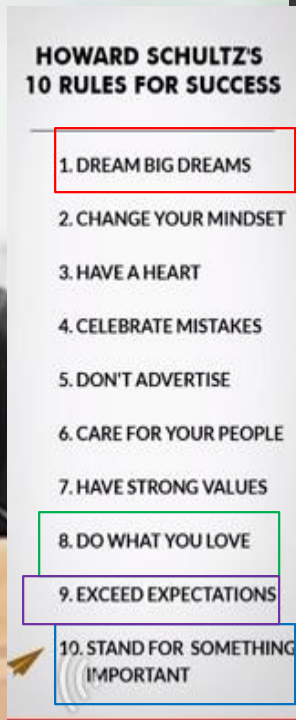 HOWARD SCHULTZ'S
10 RULES FOR SUCCESS
1. DREAM BIG DREAMS
2. CHANGE YOUR MINDSET
3. HAVE A HEART
4. CELEBRATE MISTAKES
5. DON'T ADVERTISE
6. CARE FOR YOUR PEOPLE
7. HAVE STRONG VALUES
8. DO WHAT YOU LOVE
9. EXCEED EXPECTATIONS
10. STAND FOR SOMETHING
IMPORTANT